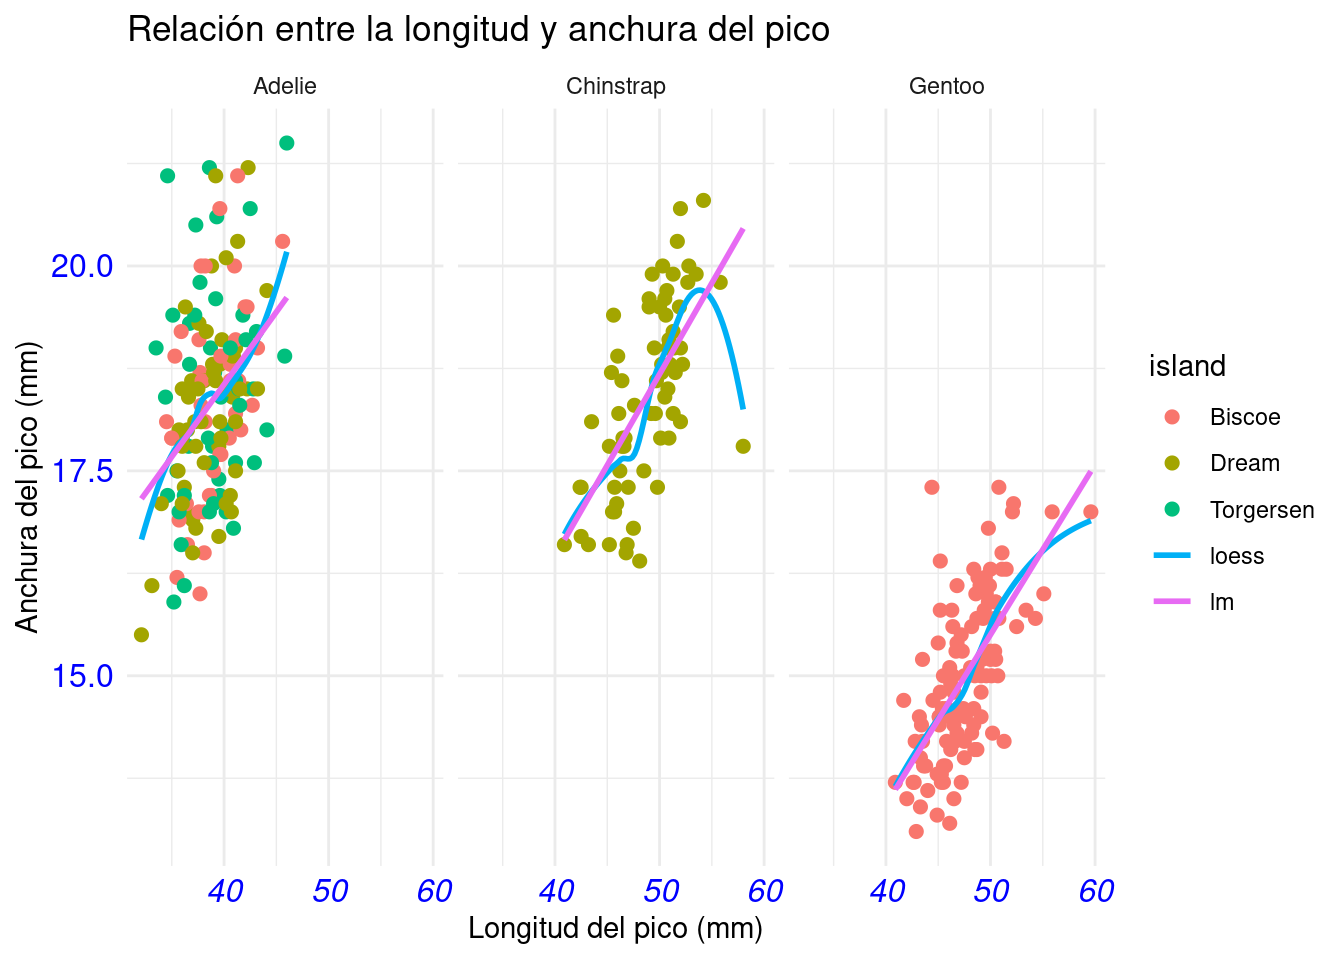 Relación entre la longitud y anchura del pico
Adelie Chinstrap Gentoo
20.0
17.5
15.0
Anchura del pico (mm)
40 50 60 40 50 60 40 50 60
Longitud del pico (mm)
island
Biscoe
Dream
Torgersen
loess
lm